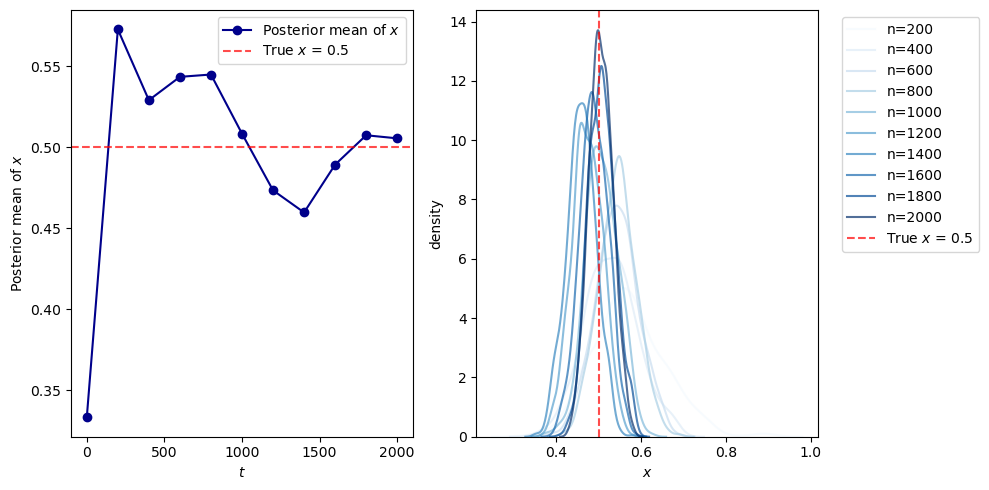 Posterior mean of x
True x = 0.5
0.55
0.50
0.45
0.40
0.35
Posterior mean of x
0
500
1000
1500
2000
t
14
12
10
8
6
4
2
0
density
0.4
0.6
0.8
1.0
x
n=200
n=400
n=600
n=800
n=1000
n=1200
n=1400
n=1600
n=1800
n=2000
True x = 0.5